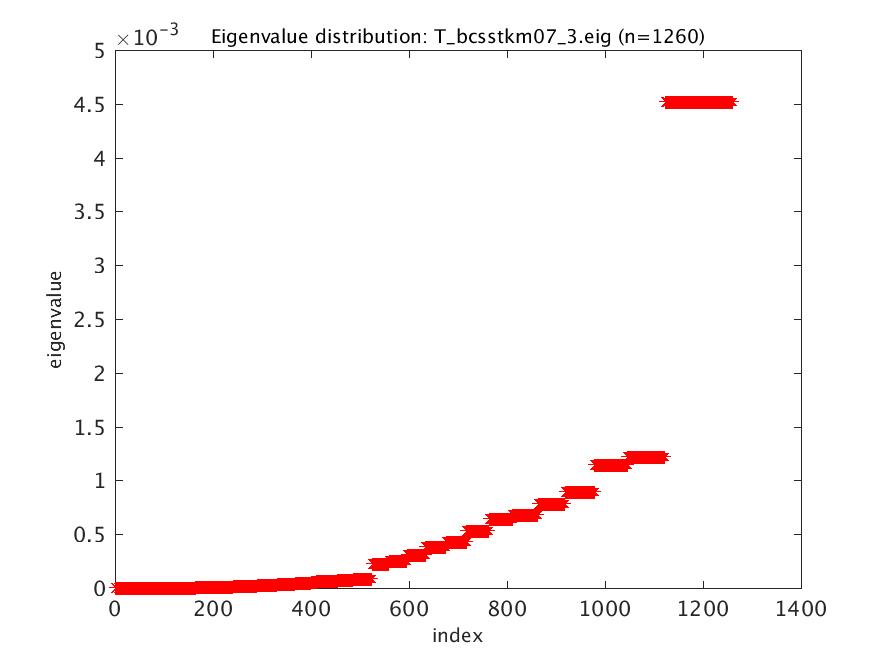 ×10⁻³ Eigenvalue distribution: T_bcsstkm07_3.eig (n=1260)
5
4.5
4
3.5
3
2.5
2
1.5
1
0.5
0
eigenvalue
0 200 400 600 800 1000 1200 1400
index